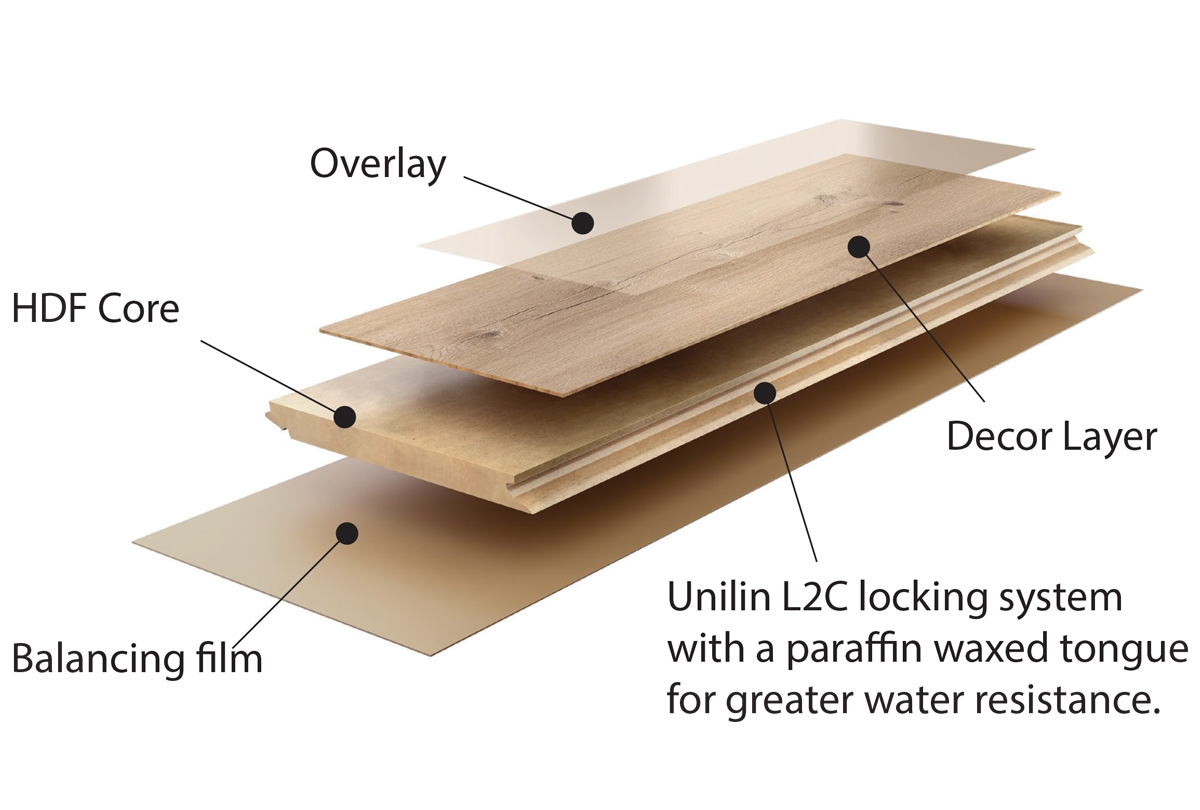 Overlay
HDF Core
Decor Layer
Balancing film
Unilin L2C locking system
with a paraffin waxed tongue
for greater water resistance.